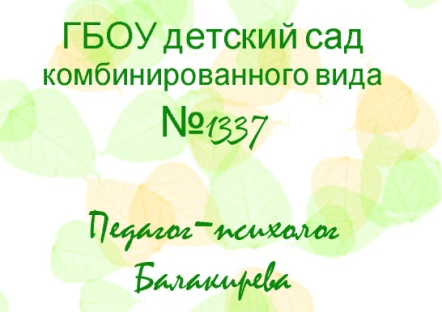 ГБОУ детский сад
комбинированного вида
№1337
Педагог-психолог
Балакирева